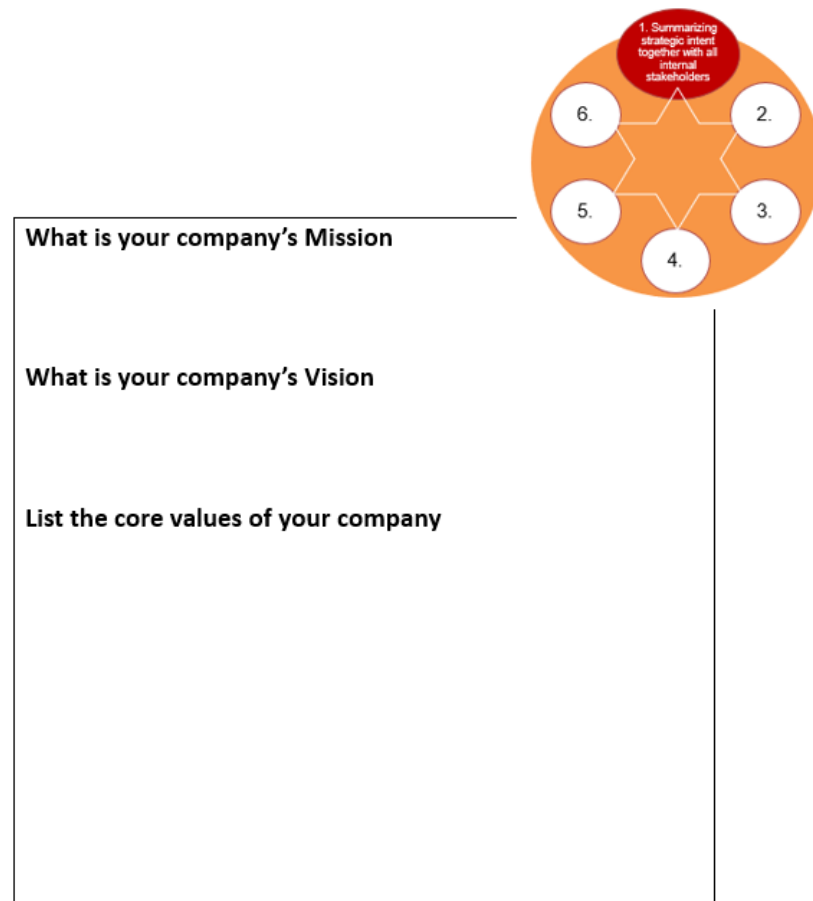 1. Summarizing
strategic intent
together with all
internal
stakeholders
6.
2.
5.
3.
4.
What is your company’s Mission
What is your company’s Vision
List the core values of your company